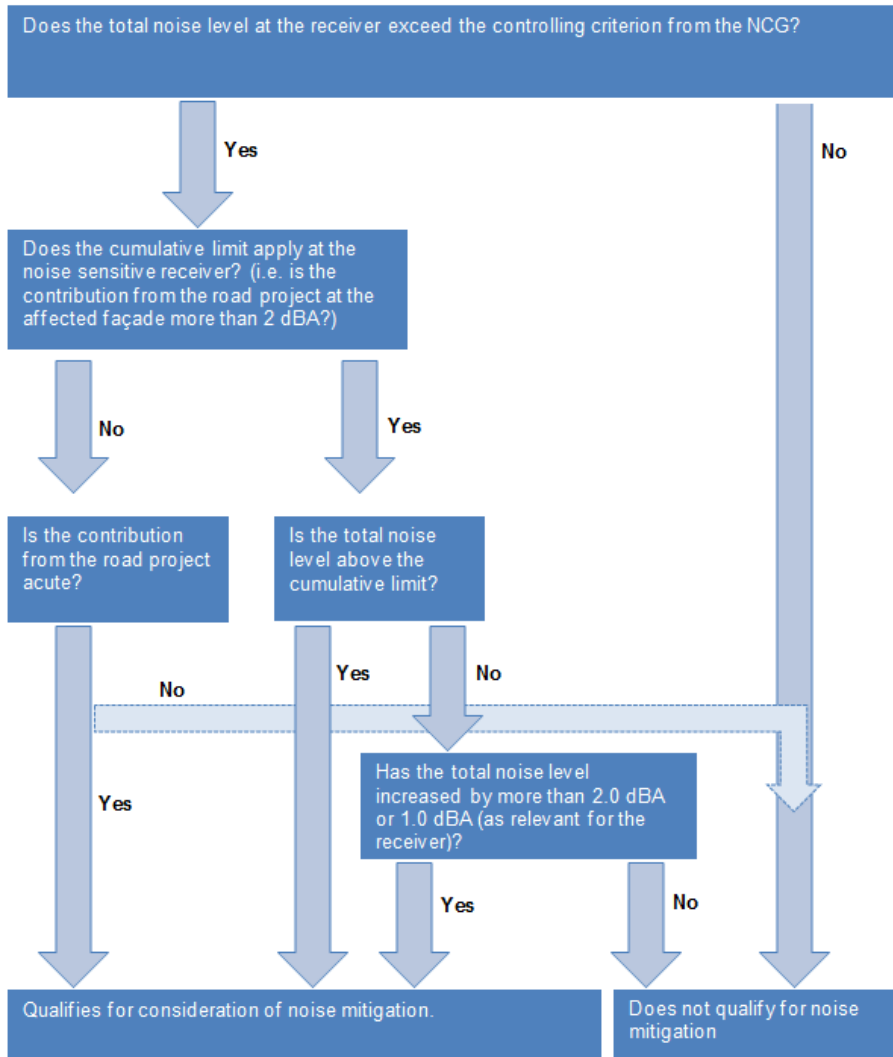 Does the total noise level at the receiver exceed the controlling criterion from the NCG?
Yes
No
Does the cumulative limit apply at the
noise sensitive receiver? (i.e. is the
contribution from the road project at the
affected façade more than 2 dBA?)
No
Yes
Is the contribution
from the road project
acute?
Is the total noise
level above the
cumulative limit?
No
Yes
No
Yes
Has the total noise level
increased by more than 2.0 dBA
or 1.0 dBA (as relevant for the
receiver)?
Yes
No
Qualifies for consideration of noise mitigation.
Does not qualify for noise
mitigation